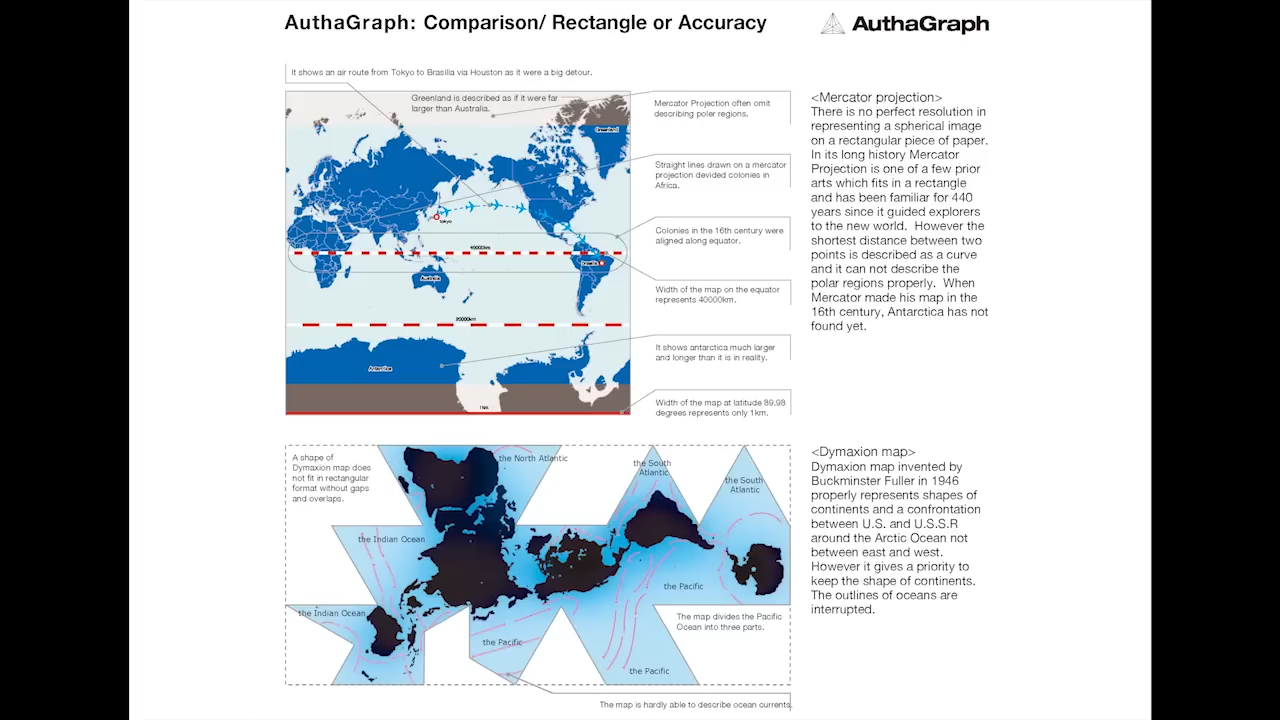 AuthaGraph: Comparison/ Rectangle or Accuracy
AuthaGraph
It shows an air route from Tokyo to Brasilia via Houston as it were a big detour.
Greenland is described as if it were far
larger than Australia.
Greenland
tokyo
40000km
brasilia
Australia
20000km
Antarctica
1km
Mercator Projection often omit
describing poler regions.
Straight lines drawn on a mercator
projection devided colonies in
Africa.
Colonies in the 16th century were
aligned along equator.
Width of the map on the equator
represents 40000km.
It shows antarctica much larger
and longer than it is in reality.
Width of the map at latitude 89.98
degrees represents only 1km.
<Mercator projection>
There is no perfect resolution in
representing a spherical image
on a rectangular piece of paper.
In its long history Mercator
Projection is one of a few prior
arts which fits in a rectangle
and has been familiar for 440
years since it guided explorers
to the new world. However the
shortest distance between two
points is described as a curve
and it can not describe the
polar regions properly. When
Mercator made his map in the
16th century, Antarctica has not
found yet.
A shape of
Dymaxion map does
not fit in rectangular
format without gaps
and overlaps.
the North Atlantic
the South
Atlantic
the South
Atlantic
the Indian Ocean
the Indian Ocean
the Pacific
the Pacific
the Pacific
The map divides the Pacific
Ocean into three parts.
The map is hardly able to describe ocean currents.
<Dymaxion map>
Dymaxion map invented by
Buckminster Fuller in 1946
properly represents shapes of
continents and a confrontation
between U.S. and U.S.S.R
around the Arctic Ocean not
between east and west.
However it gives a priority to
keep the shape of continents.
The outlines of oceans are
interrupted.